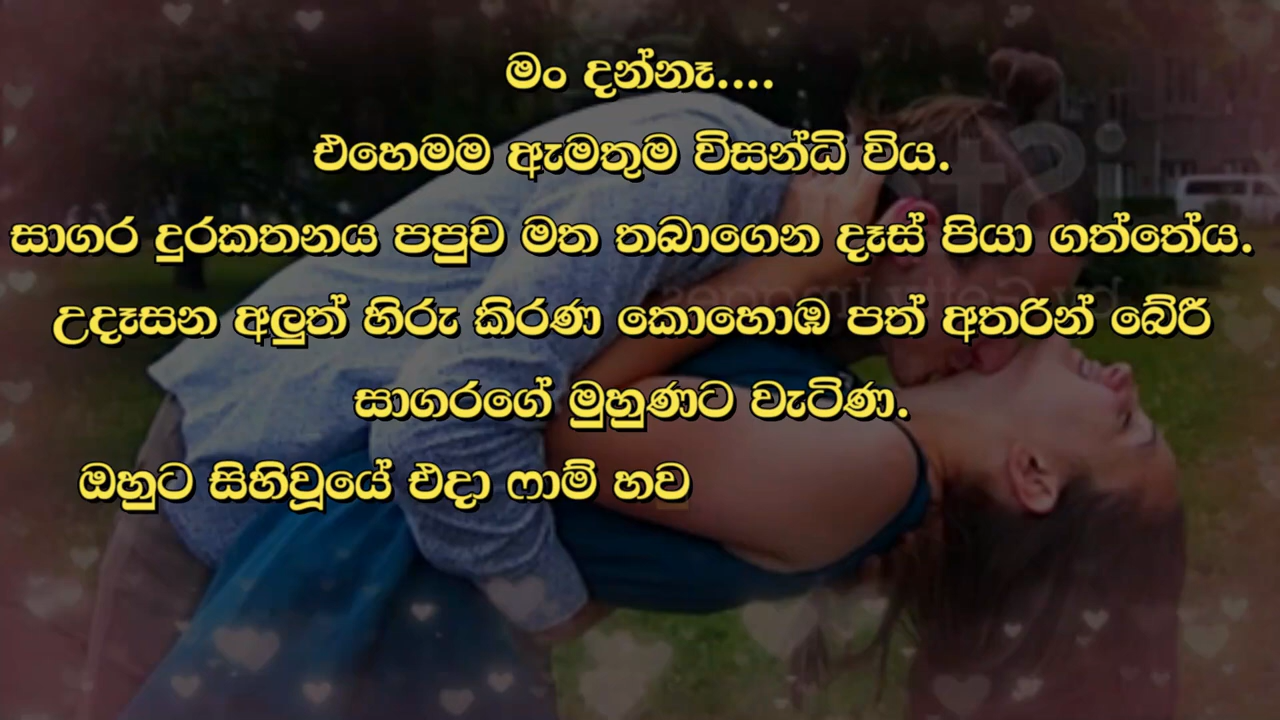 මං දන්නෑ....
එහෙමම ඇමතුම විසන්ධි විය.
සාගර දුරකතනය පපුව මත තබාගෙන දෑස් පියා ගත්තේය.
උදෑසන අලුත් හිරු කිරණ කොහොඹ පත් අතරින් බේරී
සාගරගේ මුහුණට වැටිණ.
ඔහුට සිහිවූයේ එදා ෆාම් හව